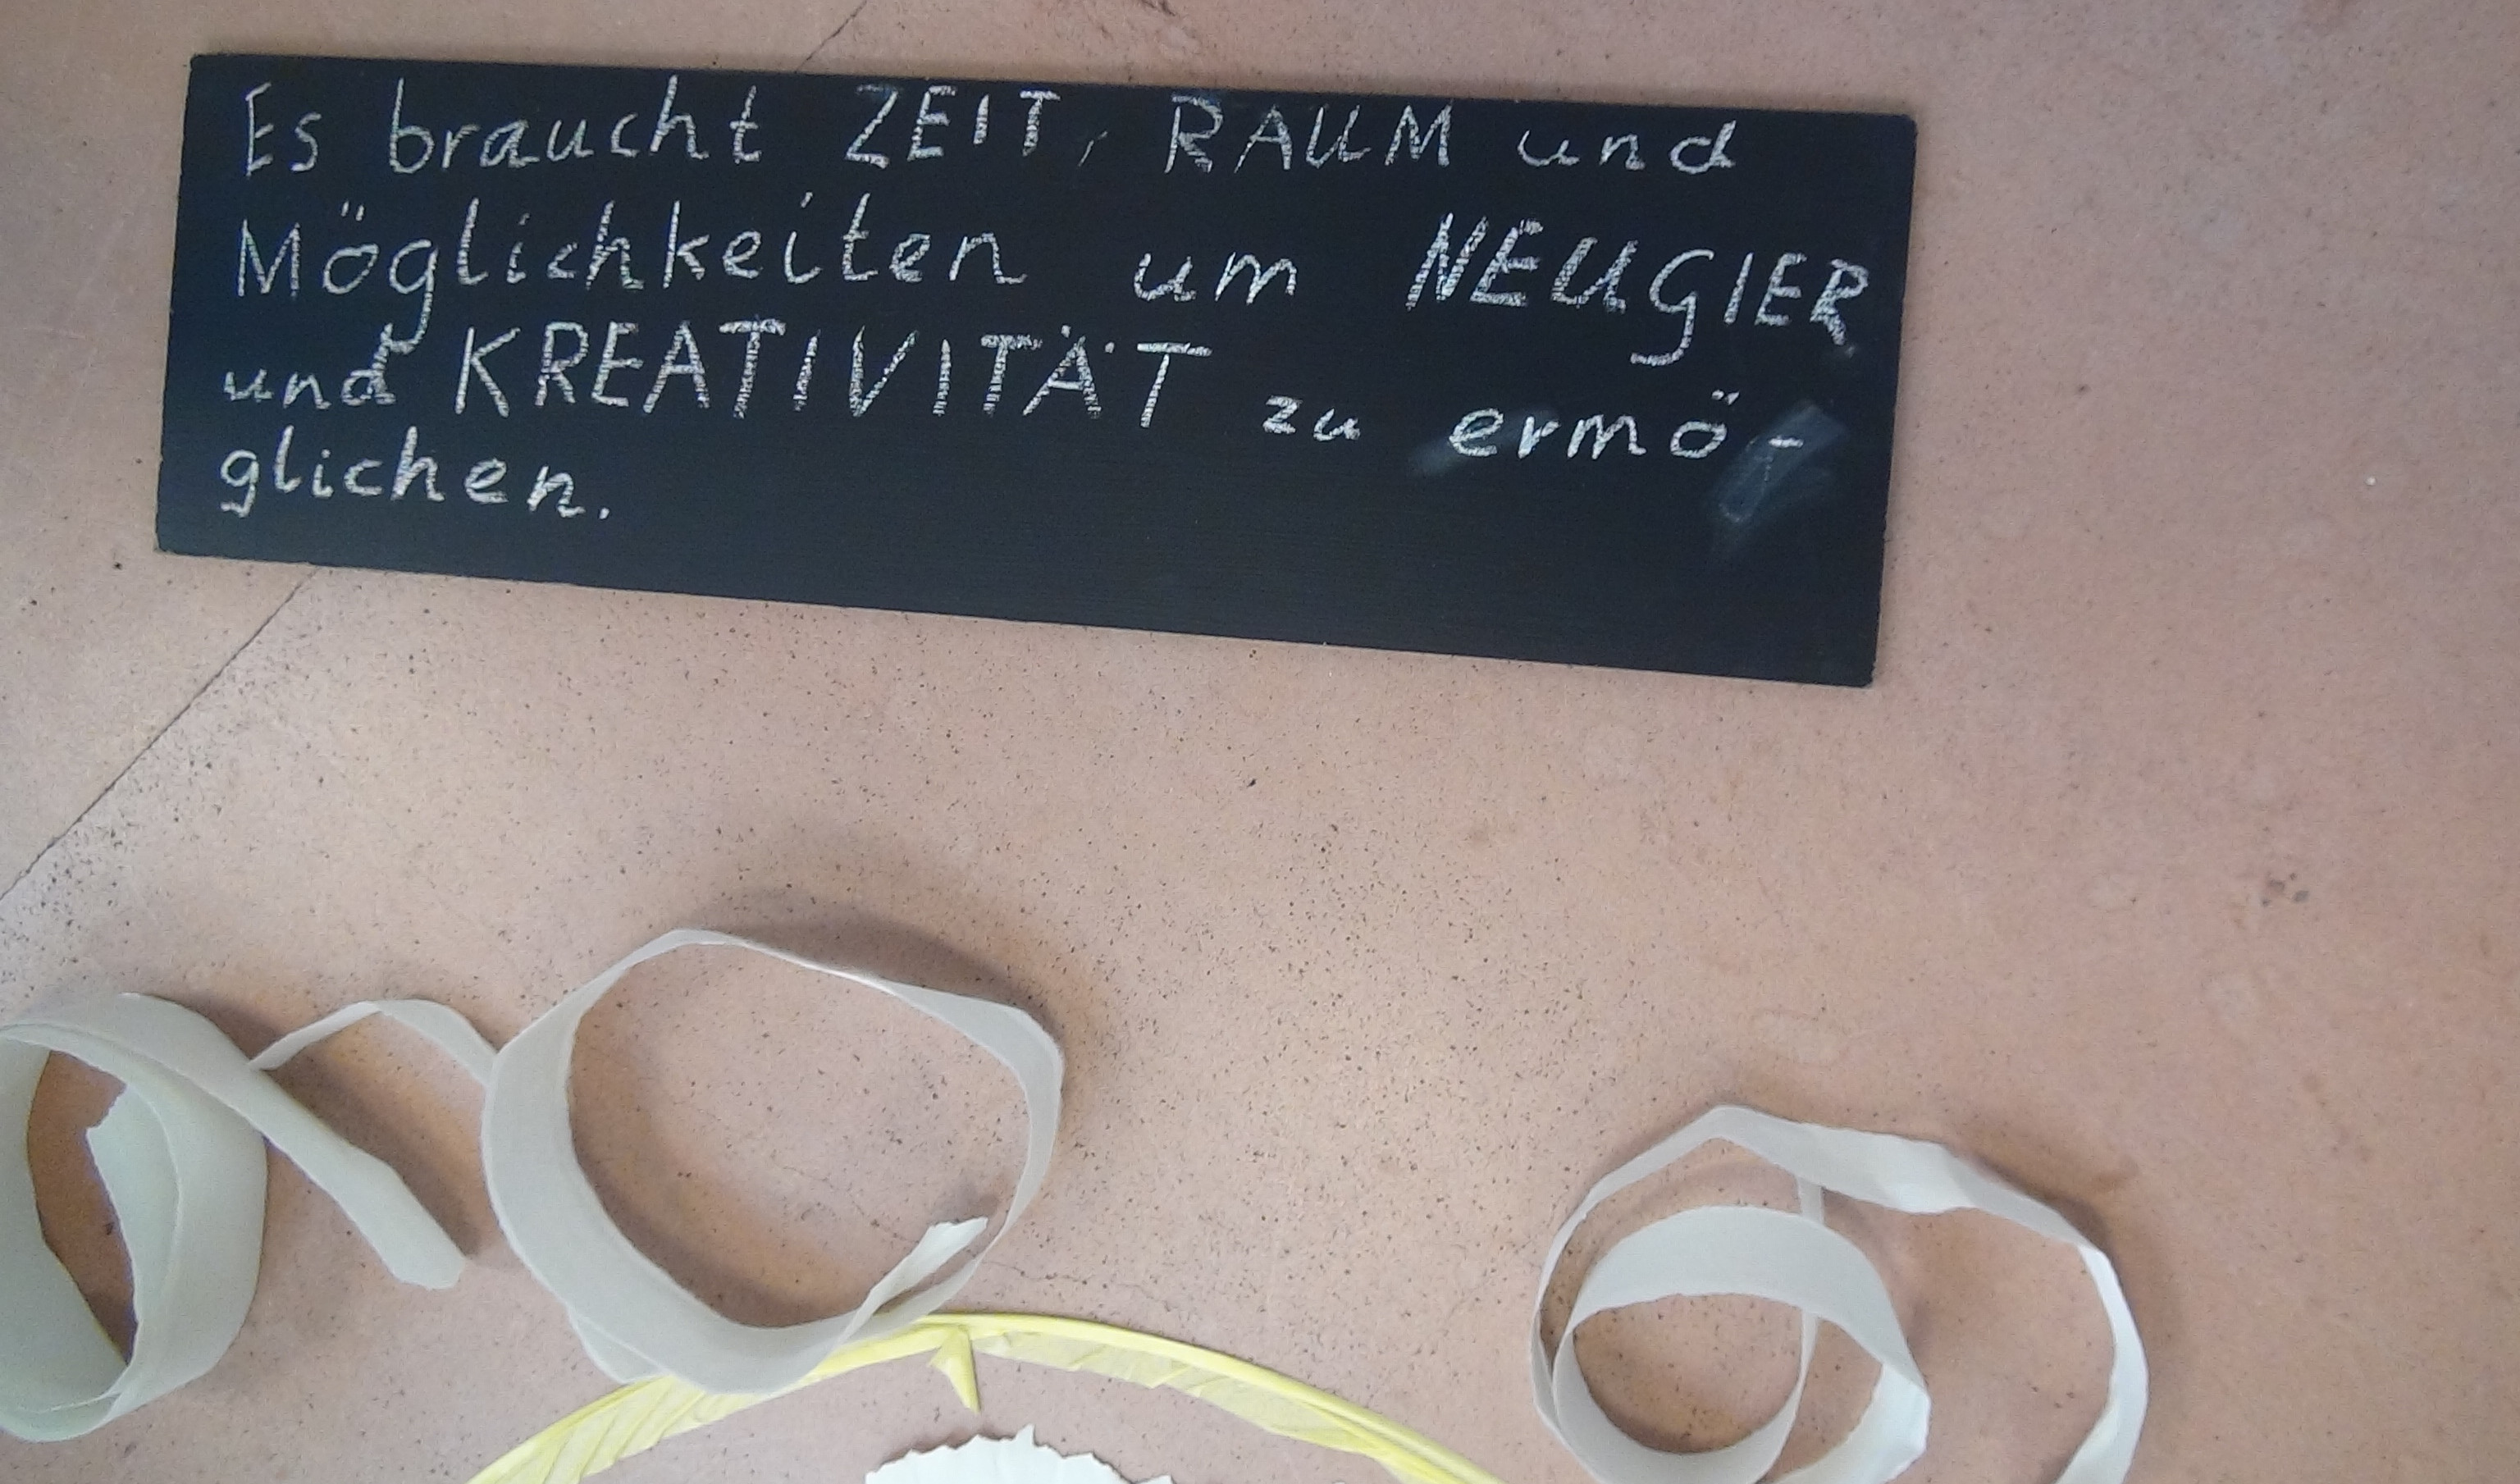 Es braucht ZEIT, RAUM und
Möglichkeiten um NEUGIER
und KREATIVITÄT zu ermö-
glichen.